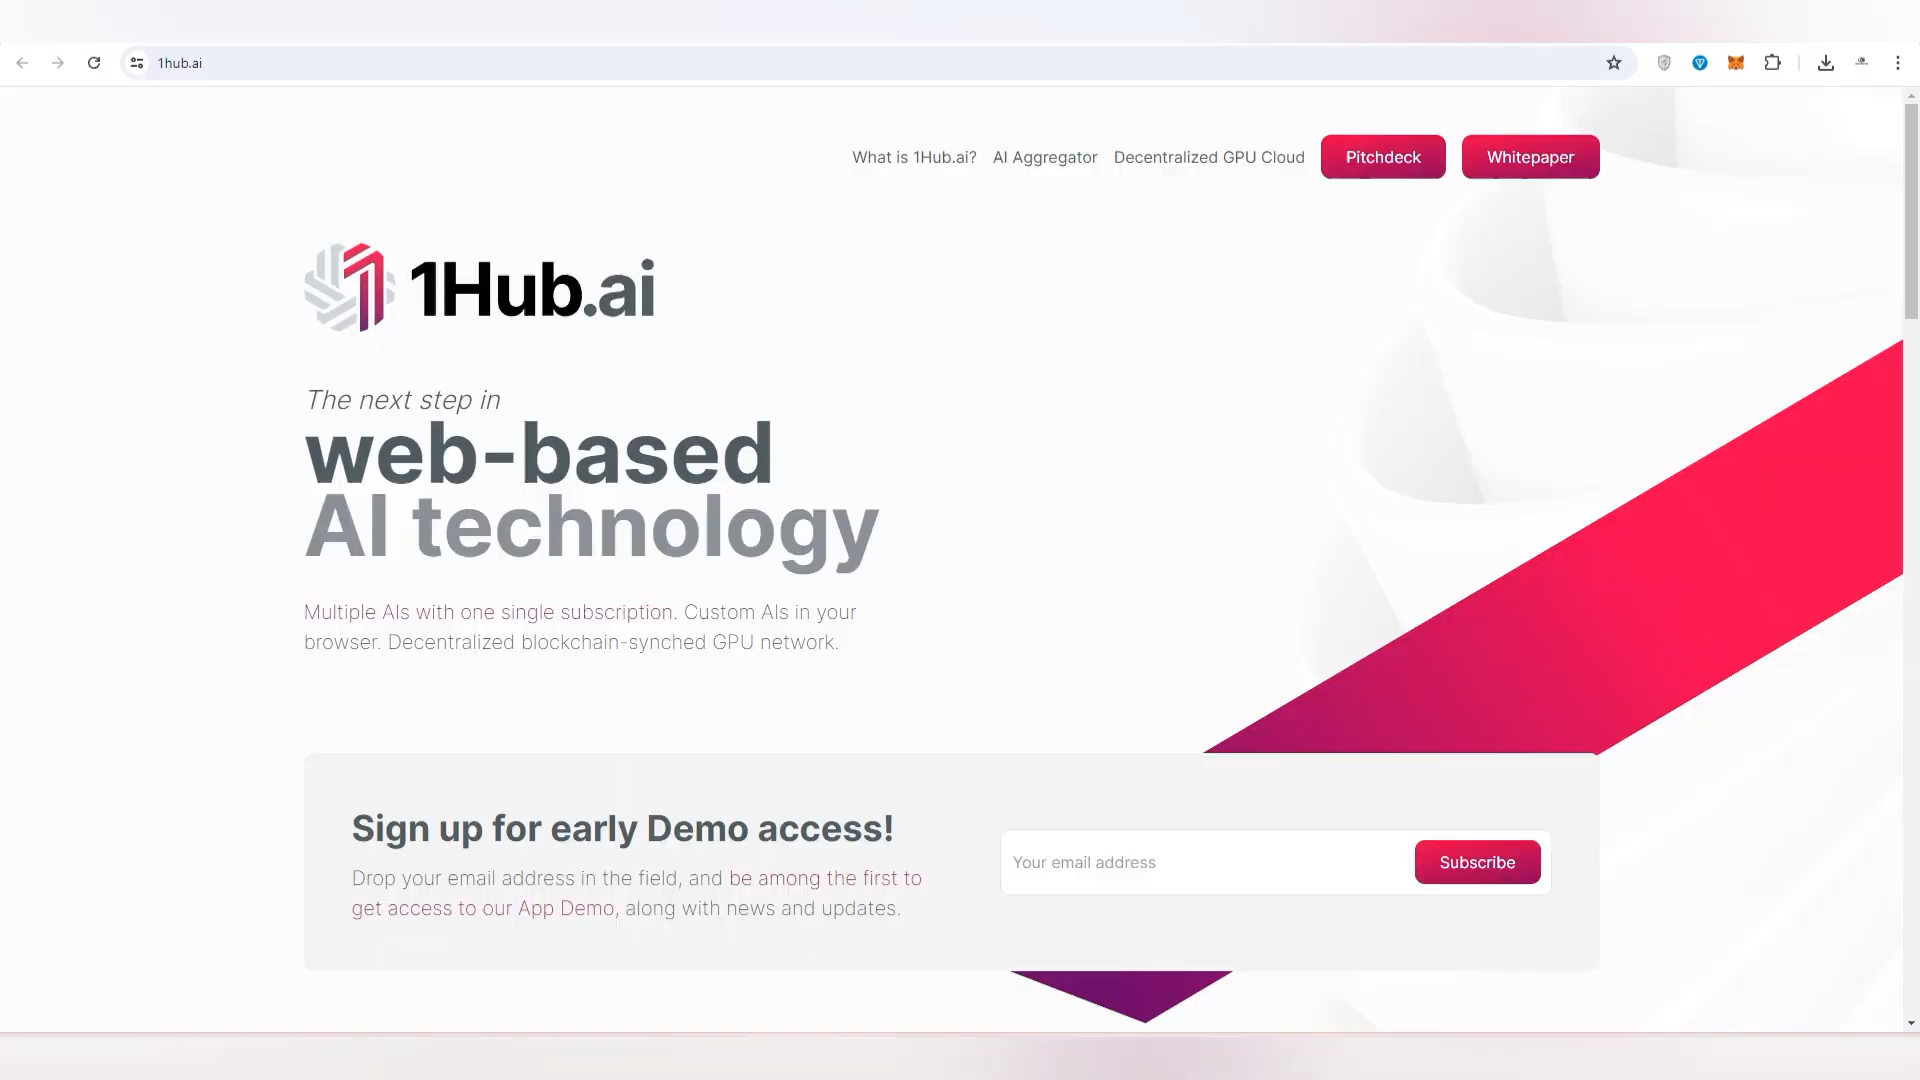 1hub.ai
What is 1Hub.ai? AI Aggregator Decentralized GPU Cloud Pitchdeck Whitepaper
1Hub.ai
The next step in
web-based
AI technology
Multiple AIs with one single subscription. Custom AIs in your
browser. Decentralized blockchain-synched GPU network.
Sign up for early Demo access!
Drop your email address in the field, and be among the first to
get access to our App Demo, along with news and updates.
Your email address Subscribe